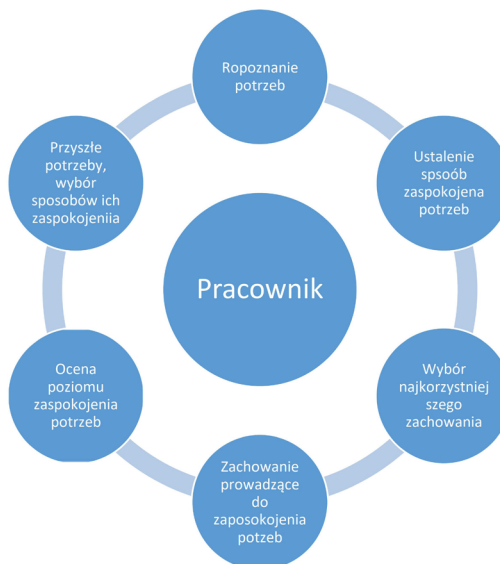 Ropoznanie
potrzeb
Ustalenie
spsoób
zaspokojena
potrzeb
Wybór
najkorzystniej
szego
zachowania
Zachowanie
prowadzące
do
zaposokojenia
potzeb
Ocena
poziomu
zaspokojenia
potrzeb
Przyszłe
potrzeby,
wybór
sposobów ich
zaspokojeniia
Pracownik